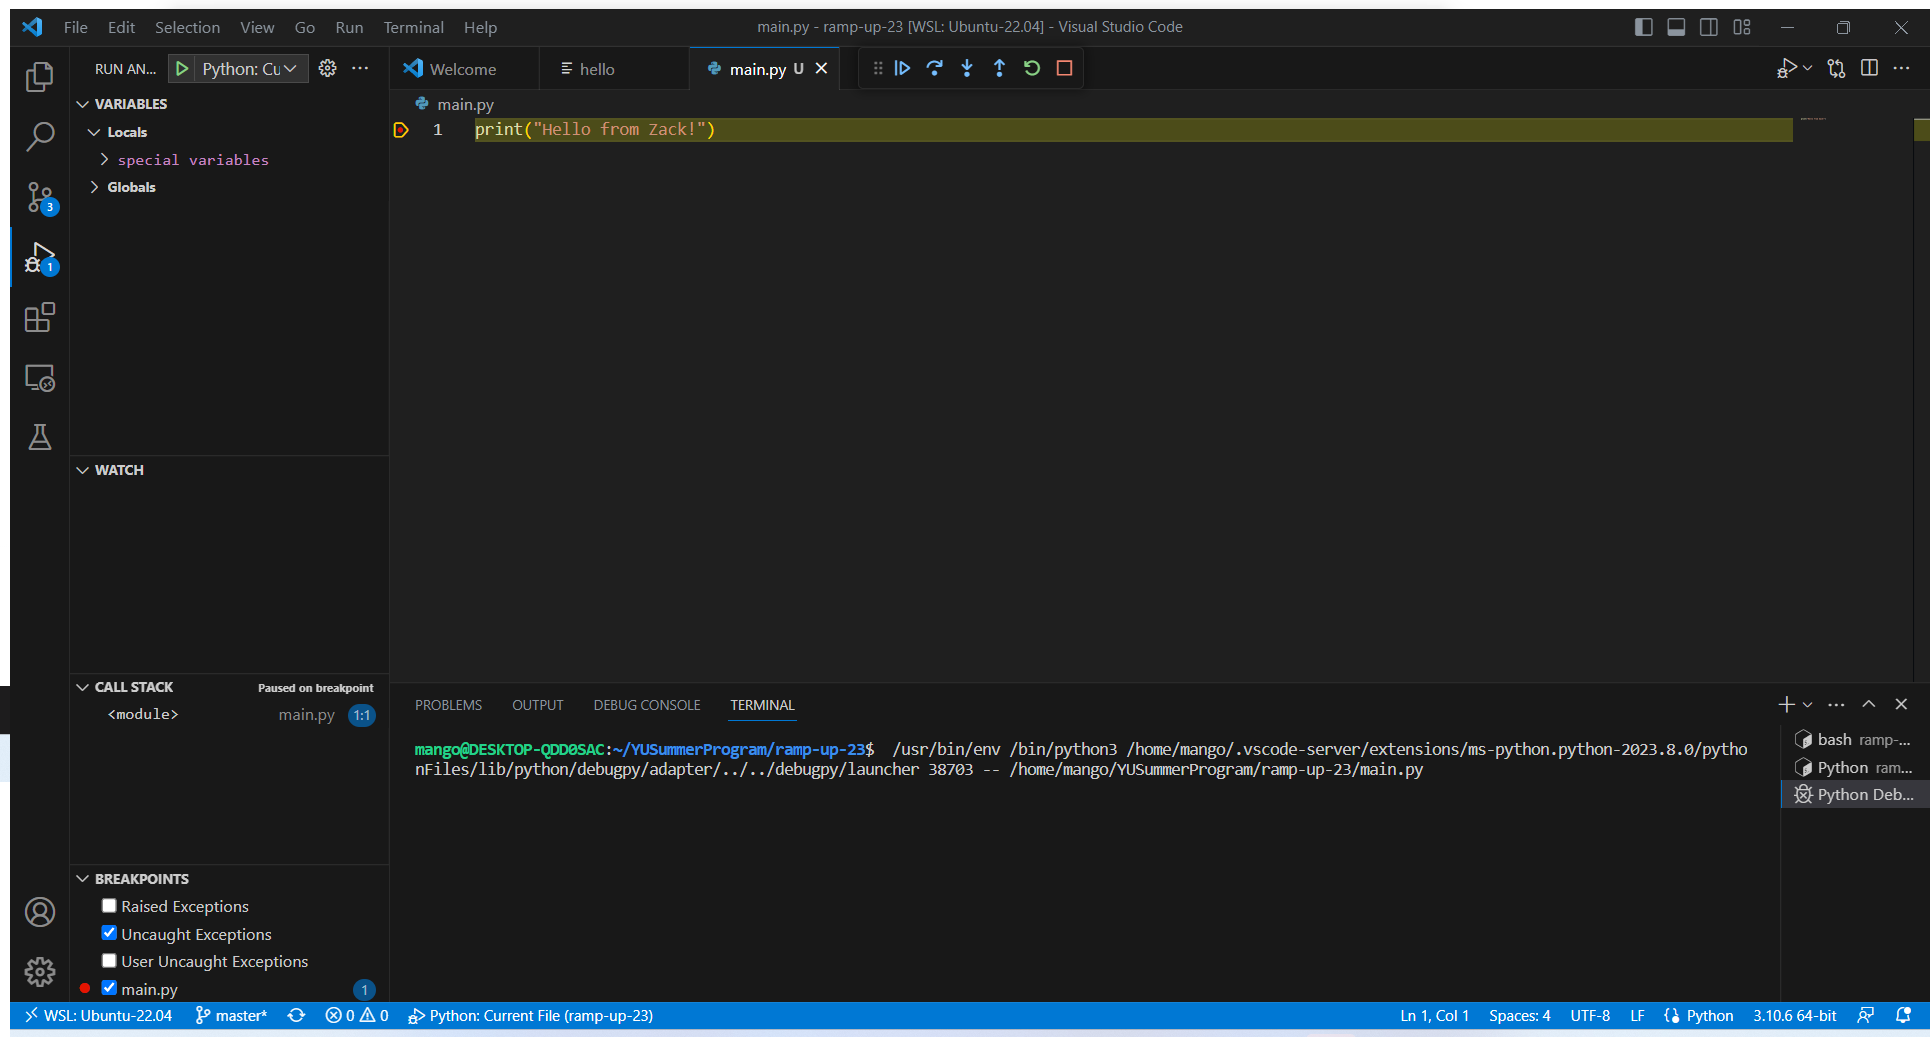 File Edit Selection View Go Run Terminal Help
main.py - ramp-up-23 [WSL: Ubuntu-22.04] - Visual Studio Code
RUN AN... Python: Cu
Welcome hello main.py U
VARIABLES
Locals
special variables
Globals
main.py
1 print("Hello from Zack!")
3
1
WATCH
CALL STACK Paused on breakpoint
<module> main.py 1:1
BREAKPOINTS
Raised Exceptions
Uncaught Exceptions
User Uncaught Exceptions
main.py 1
PROBLEMS OUTPUT DEBUG CONSOLE TERMINAL
mango@DESKTOP-QDD0SAC:~/YUSummerProgram/ramp-up-23$ /usr/bin/env /bin/python3 /home/mango/.vscode-server/extensions/ms-python.python-2023.8.0/pytho
nFiles/lib/python/debugpy/adapter/../../debugpy/launcher 38703 -- /home/mango/YUSummerProgram/ramp-up-23/main.py
bash ramp-...
Python ram...
Python Deb...
WSL: Ubuntu-22.04 master* 0 0 Python: Current File (ramp-up-23) Ln 1, Col 1 Spaces: 4 UTF-8 LF Python 3.10.6 64-bit